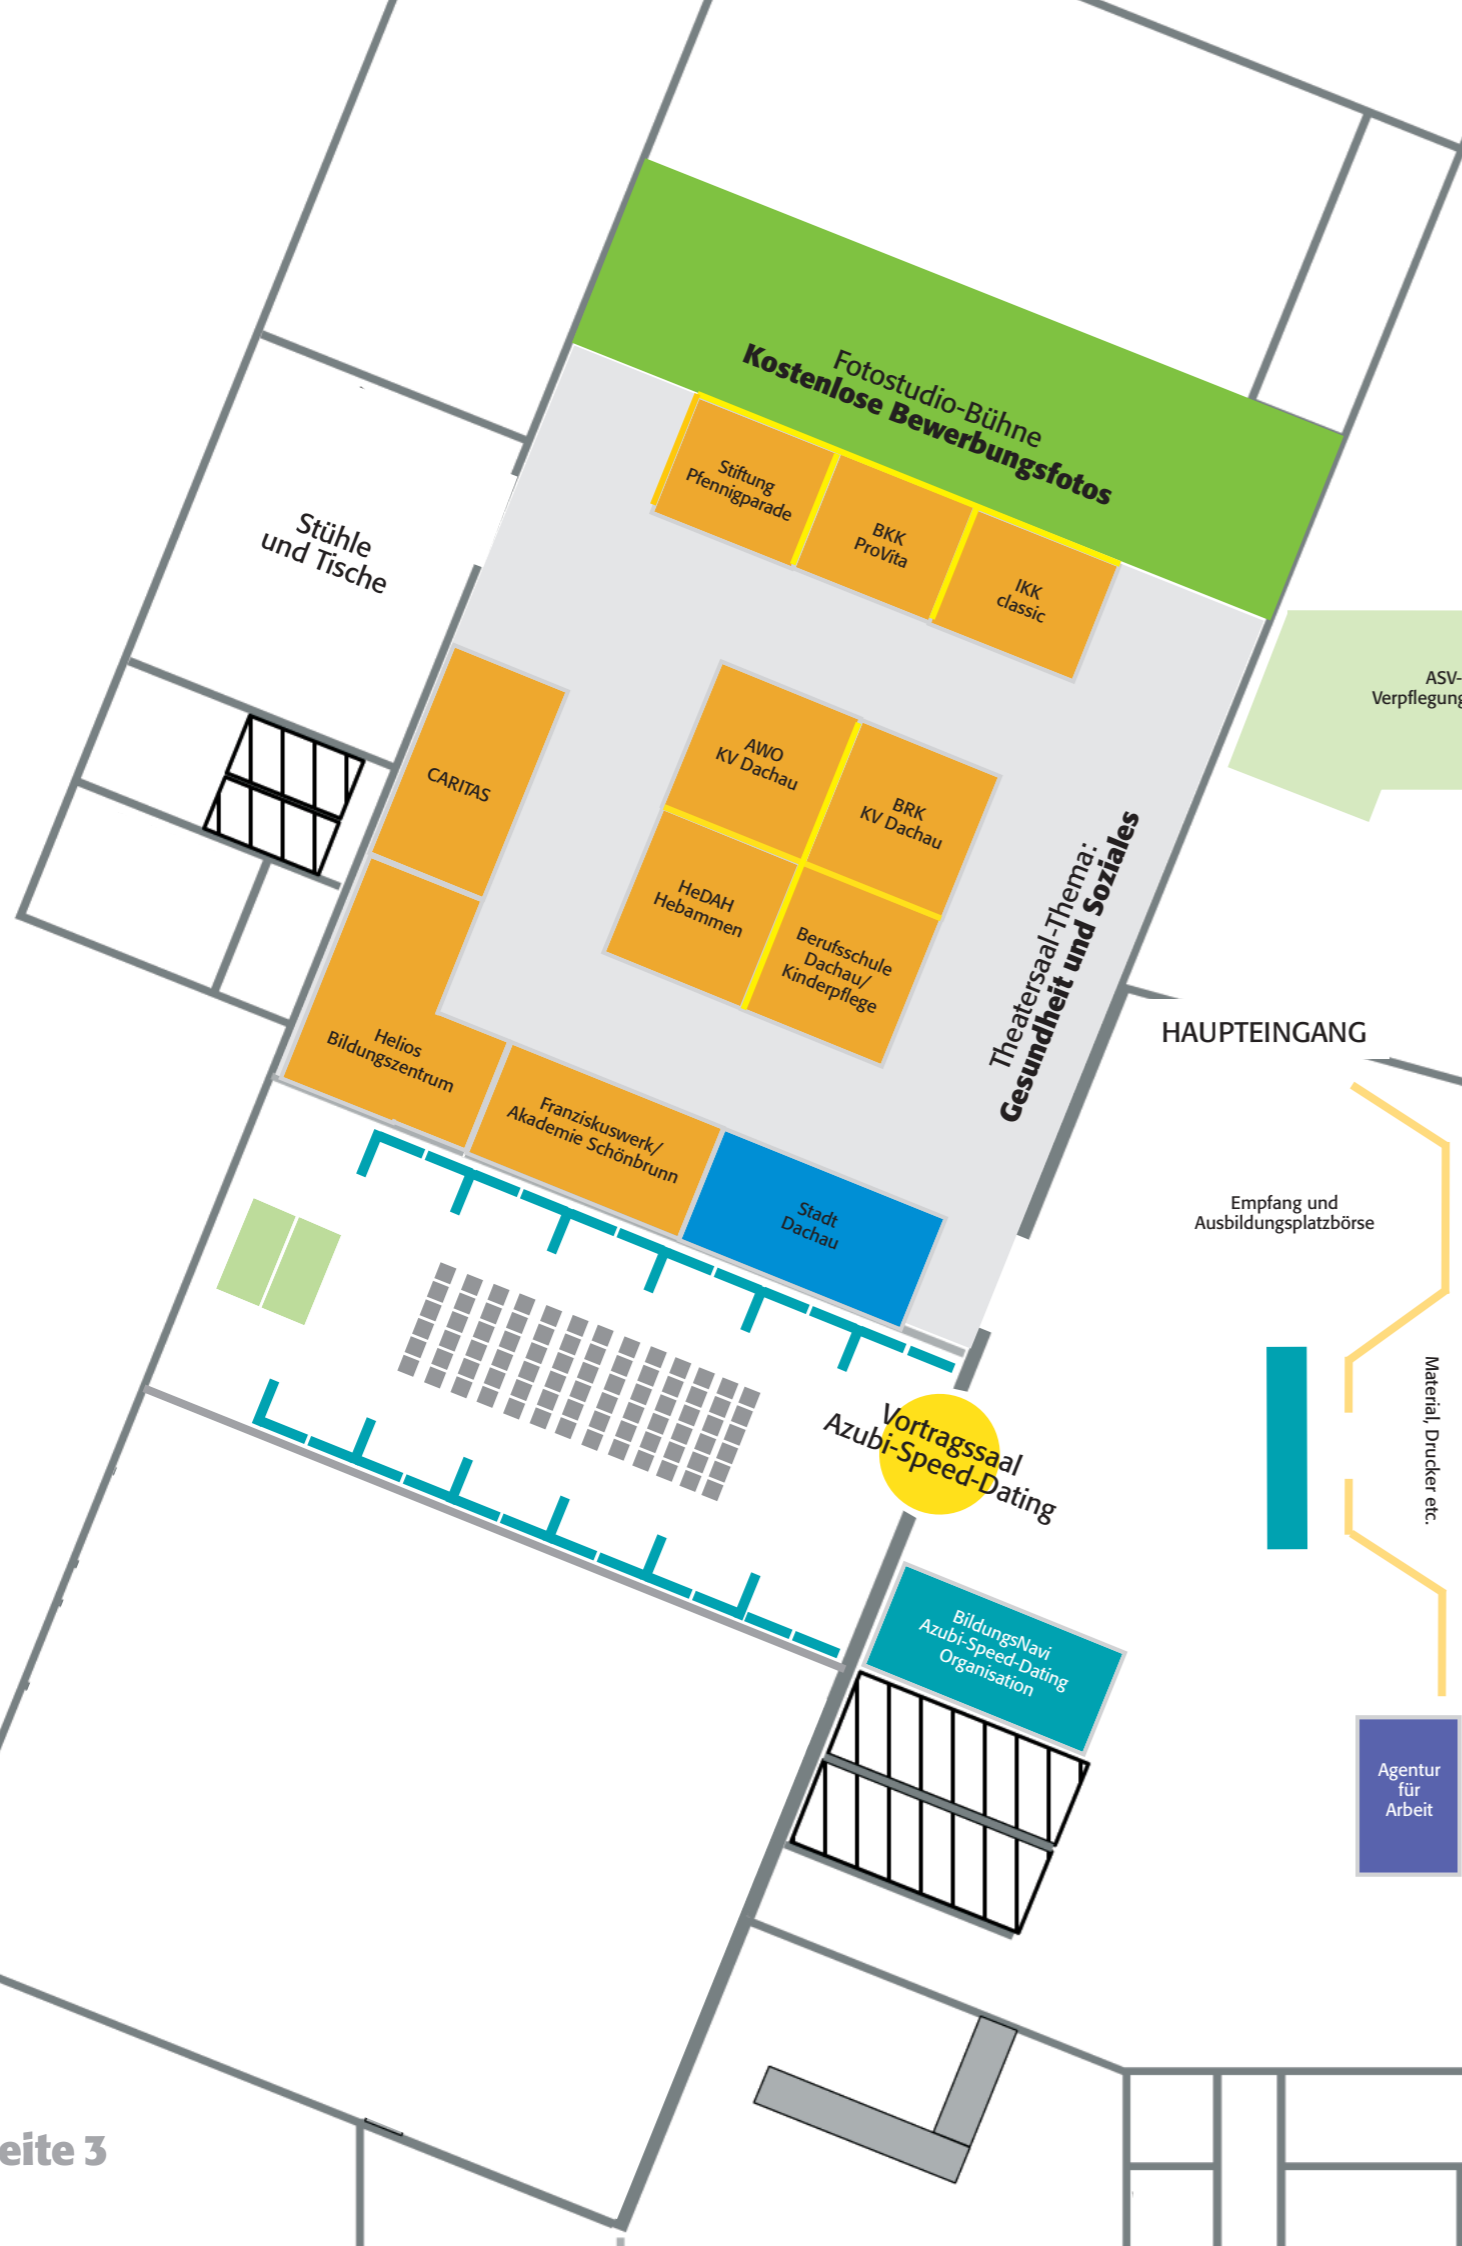 Fotostudio-Bühne
Kostenlose Bewerbungsfotos
Stiftung
Pfennigparade
BKK
ProVita
IKK
classic
Stühle
und Tische
ASV-
Verpflegung
CARITAS
AWO
KV Dachau
BRK
KV Dachau
HeDAH
Hebammen
Berufsschule
Dachau/
Kinderpflege
Theatersaal-Thema:
Gesundheit und Soziales
HAUPTEINGANG
Helios
Bildungszentrum
Franziskuswerk/
Akademie Schönbrunn
Stadt
Dachau
Empfang und
Ausbildungsplatzbörse
Material, Drucker etc.
Vortragssaal
Azubi-Speed-Dating
BildungsNavi
Azubi-Speed-Dating
Organisation
Agentur
für
Arbeit
eite 3